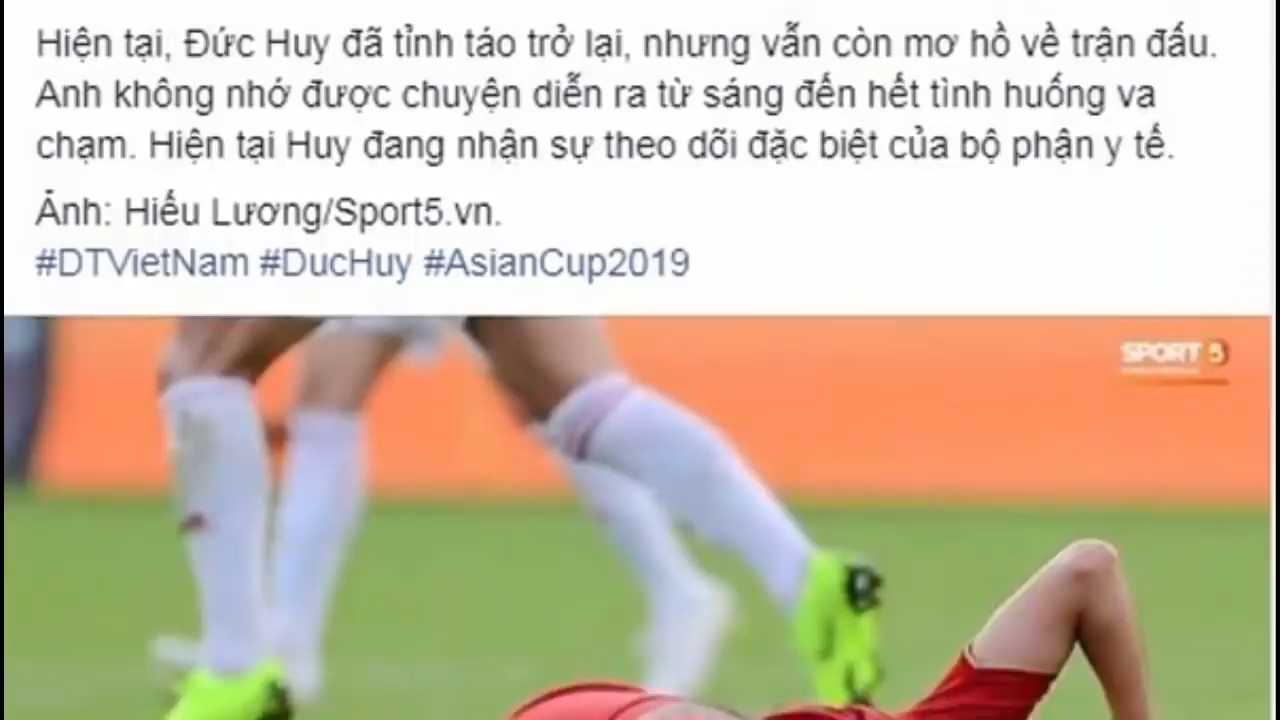 Hiện tại, Đức Huy đã tỉnh táo trở lại, nhưng vẫn còn mơ hồ về trận đấu.
Anh không nhớ được chuyện diễn ra từ sáng đến hết tình huống va
chạm. Hiện tại Huy đang nhận sự theo dõi đặc biệt của bộ phận y tế.
Ảnh: Hiếu Lương/Sport5.vn.
#DTVietNam #DucHuy #AsianCup2019
SPORT 5